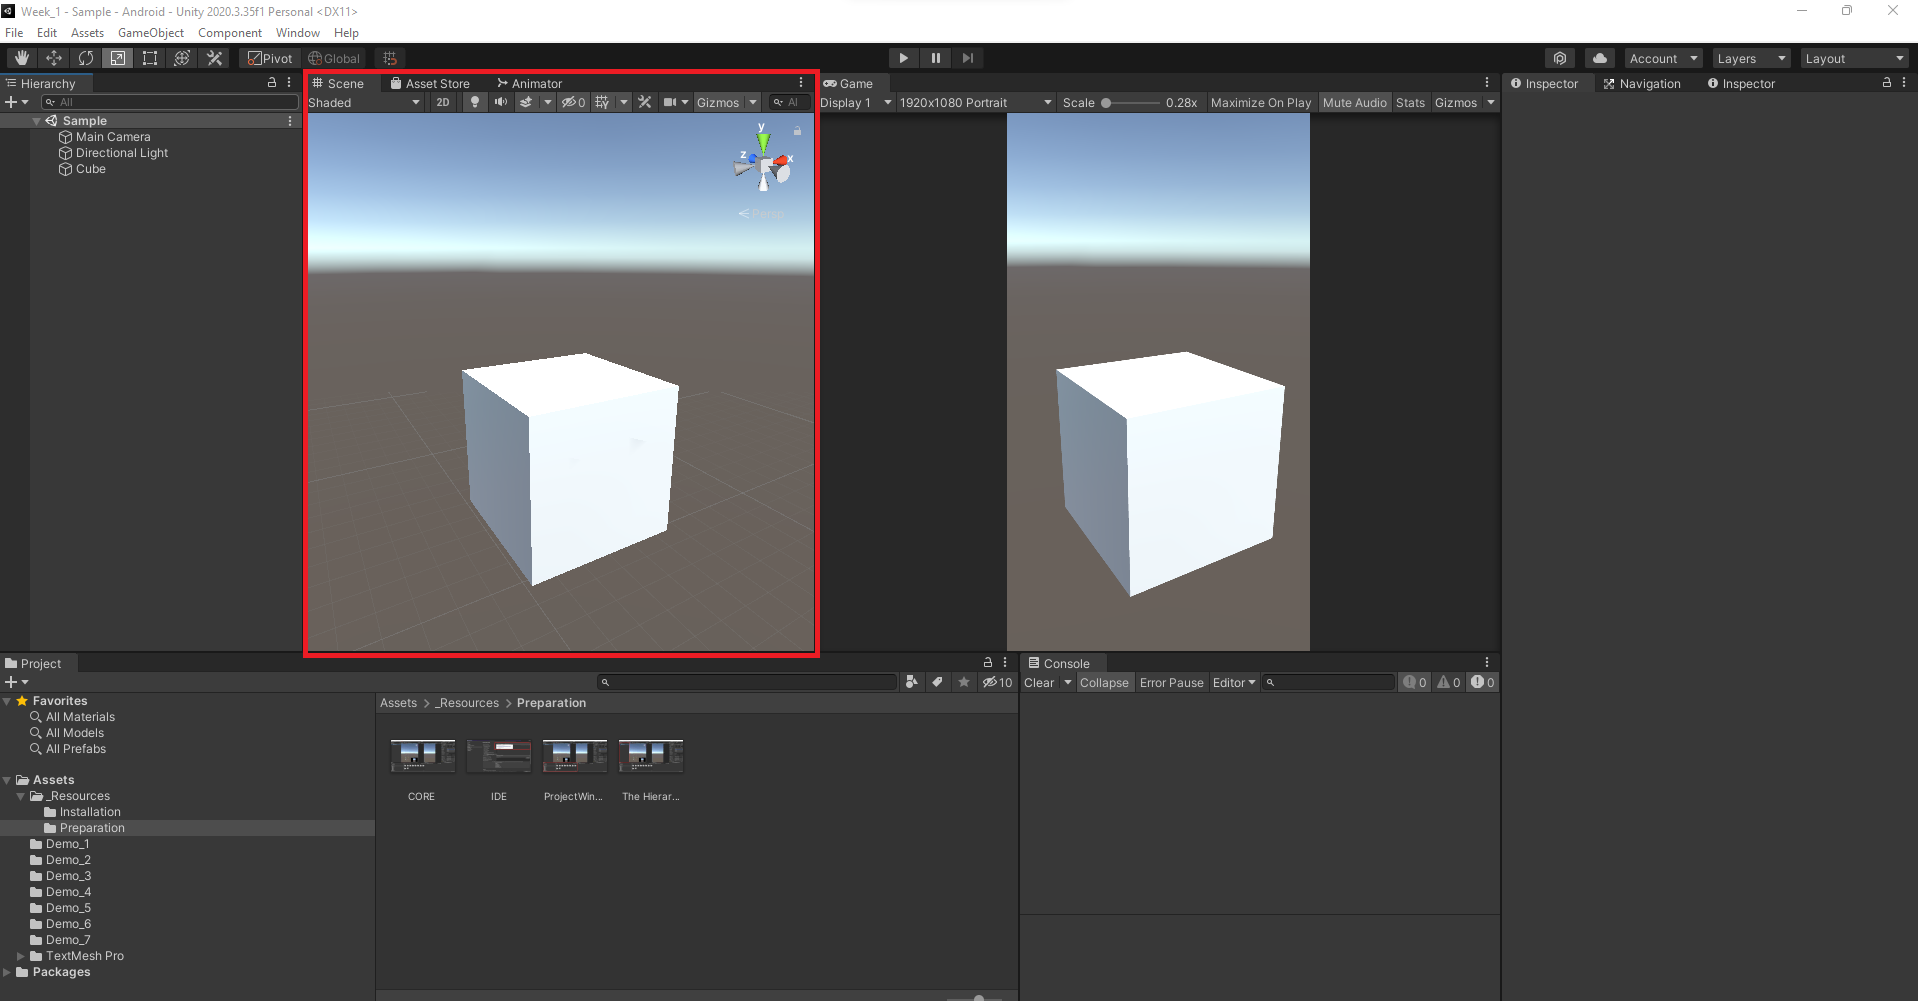 Week_1 - Sample - Android - Unity 2020.3.35f1 Personal <DX11>
File Edit Assets GameObject Component Window Help
Pivot Global Account Layers Layout
Hierarchy
All
Sample
Main Camera
Directional Light
Cube
Scene Asset Store Animator
Shaded 2D 0 Gizmos Al
y
z x
Persp
Game
Display 1 1920x1080 Portrait Scale 0.28x Maximize On Play Mute Audio Stats Gizmos
Inspector Navigation Inspector
Project
10
Favorites
All Materials
All Models
All Prefabs
Assets
_Resources
Installation
Preparation
Demo_1
Demo_2
Demo_3
Demo_4
Demo_5
Demo_6
Demo_7
TextMesh Pro
Packages
Assets > _Resources > Preparation
CORE IDE ProjectWin... The Hierar...
Console
Clear Collapse Error Pause Editor 0 0 0